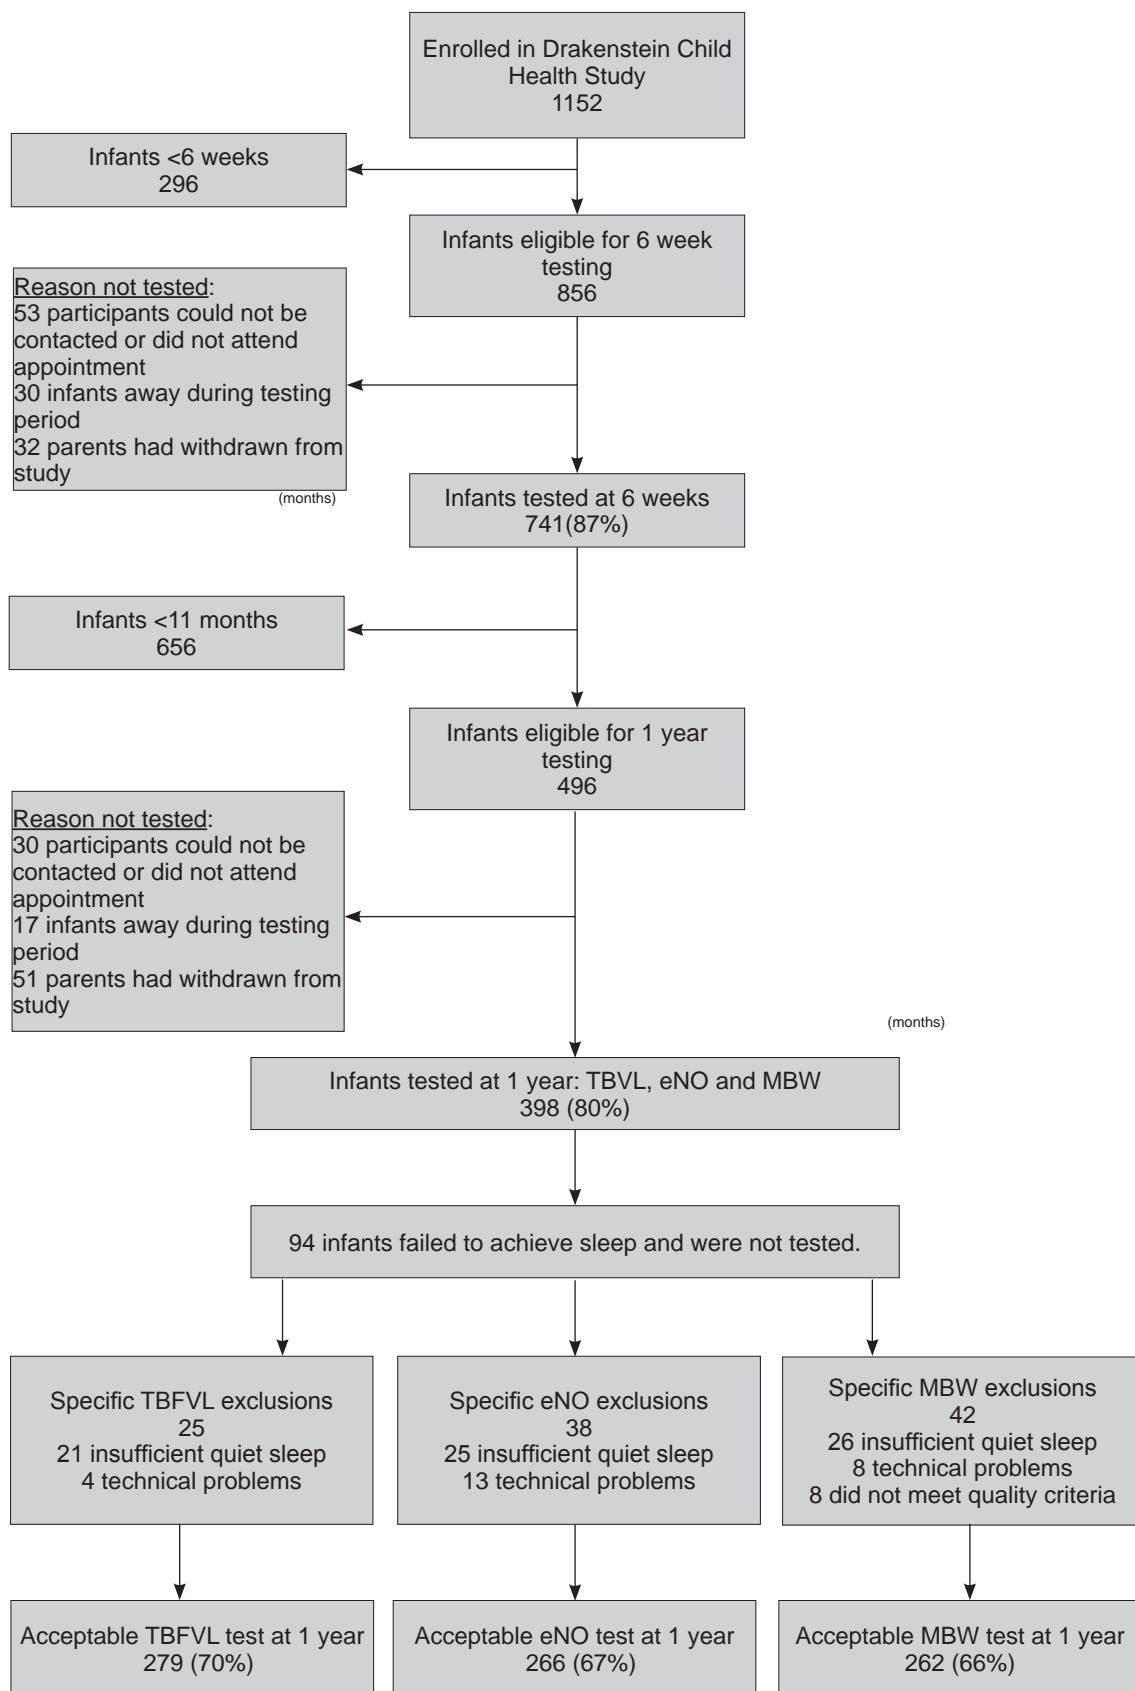 Enrolled in Drakenstein Child
Health Study
1152
Infants <6 weeks
296
Infants eligible for 6 week
testing
856
Reason not tested:
53 participants could not be
contacted or did not attend
appointment
30 infants away during testing
period
32 parents had withdrawn from
study
(months)
Infants tested at 6 weeks
741(87%)
Infants <11 months
656
Infants eligible for 1 year
testing
496
Reason not tested:
30 participants could not be
contacted or did not attend
appointment
17 infants away during testing
period
51 parents had withdrawn from
study
(months)
Infants tested at 1 year: TBVL, eNO and MBW
398 (80%)
94 infants failed to achieve sleep and were not tested.
Specific TBFVL exclusions
25
21 insufficient quiet sleep
4 technical problems
Specific eNO exclusions
38
25 insufficient quiet sleep
13 technical problems
Specific MBW exclusions
42
26 insufficient quiet sleep
8 technical problems
8 did not meet quality criteria
Acceptable TBFVL test at 1 year
279 (70%)
Acceptable eNO test at 1 year
266 (67%)
Acceptable MBW test at 1 year
262 (66%)